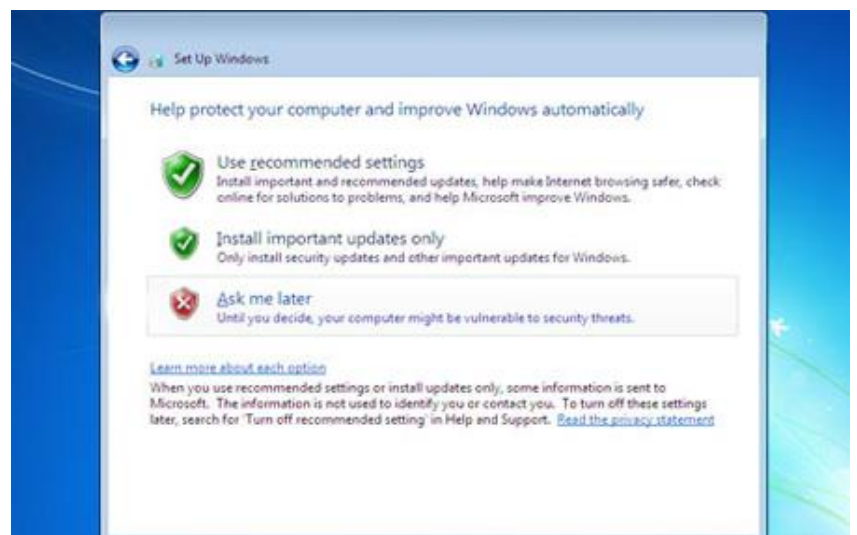 Set Up Windows
Help protect your computer and improve Windows automatically
Use recommended settings
Install important and recommended updates, help make Internet browsing safer, check
online for solutions to problems, and help Microsoft improve Windows.
Install important updates only
Only install security updates and other important updates for Windows.
Ask me later
Until you decide, your computer might be vulnerable to security threats.
Learn more about each option
When you use recommended settings or install updates only, some information is sent to
Microsoft. The information is not used to identify you or contact you. To turn off these settings
later, search for 'Turn off recommended setting' in Help and Support. Read the privacy statement